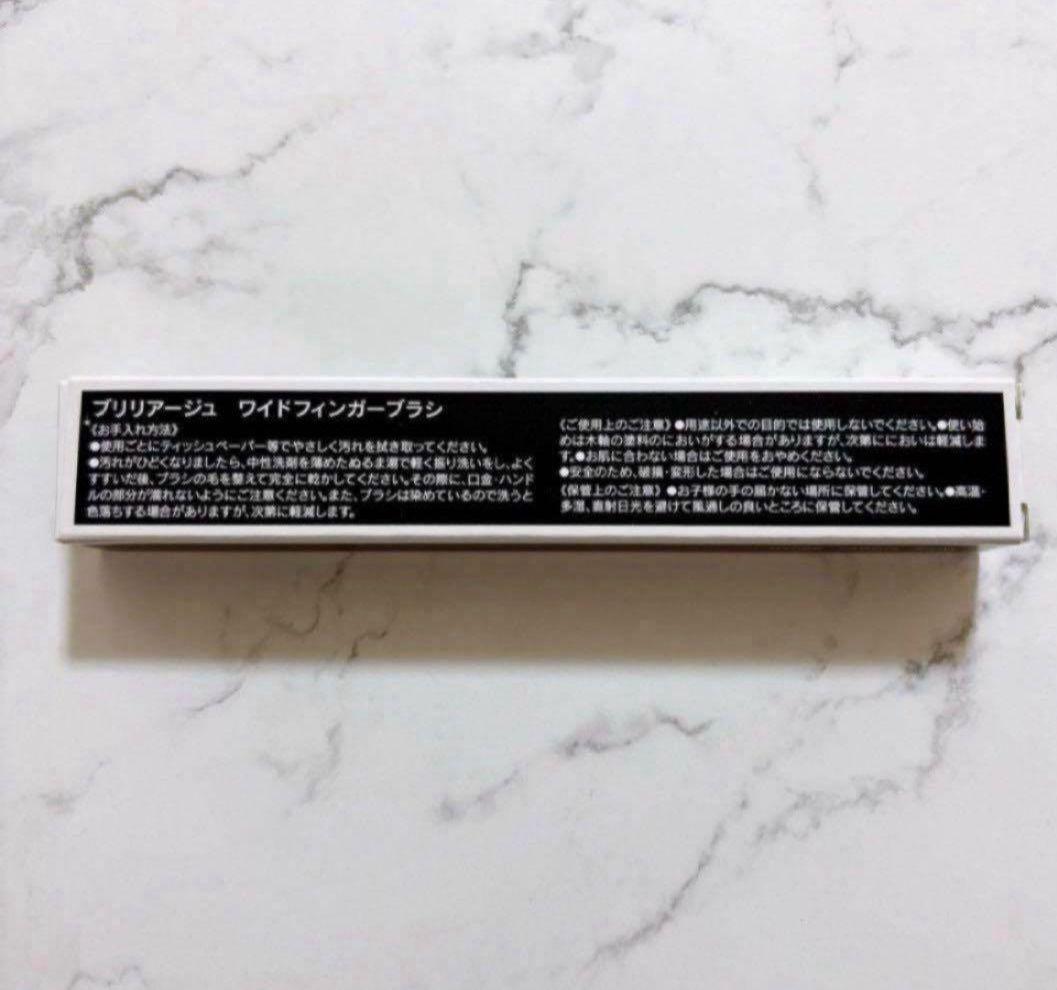 ブリリアージュ　ワイドフィンガーブラシ
《お手入れ方法》
●使用ごとにティッシュペーパー等でやさしく汚れを拭き取ってください。
●汚れがひどくなりましたら、中性洗剤を薄めたぬるま湯で軽く振り洗いをし、よく
すすいだ後、ブラシの毛を整えて完全に乾かしてください。その際に、口金・ハンド
ルの部分が濡れないようにご注意ください。また、ブラシは染めているので洗うと
色落ちする場合がありますが、次第に軽減します。
《ご使用上のご注意》●用途以外での目的では使用しないでください。●使い始
めは木軸の塗料のにおいがする場合がありますが、次第ににおいは軽減しま
す。●お肌に合わない場合はご使用をおやめください。
●安全のため、破損・変形した場合はご使用にならないでください。
《保管上のご注意》●お子様の手の届かない場所に保管してください。●高温・
多湿、直射日光を避けて風通しの良いところに保管してください。